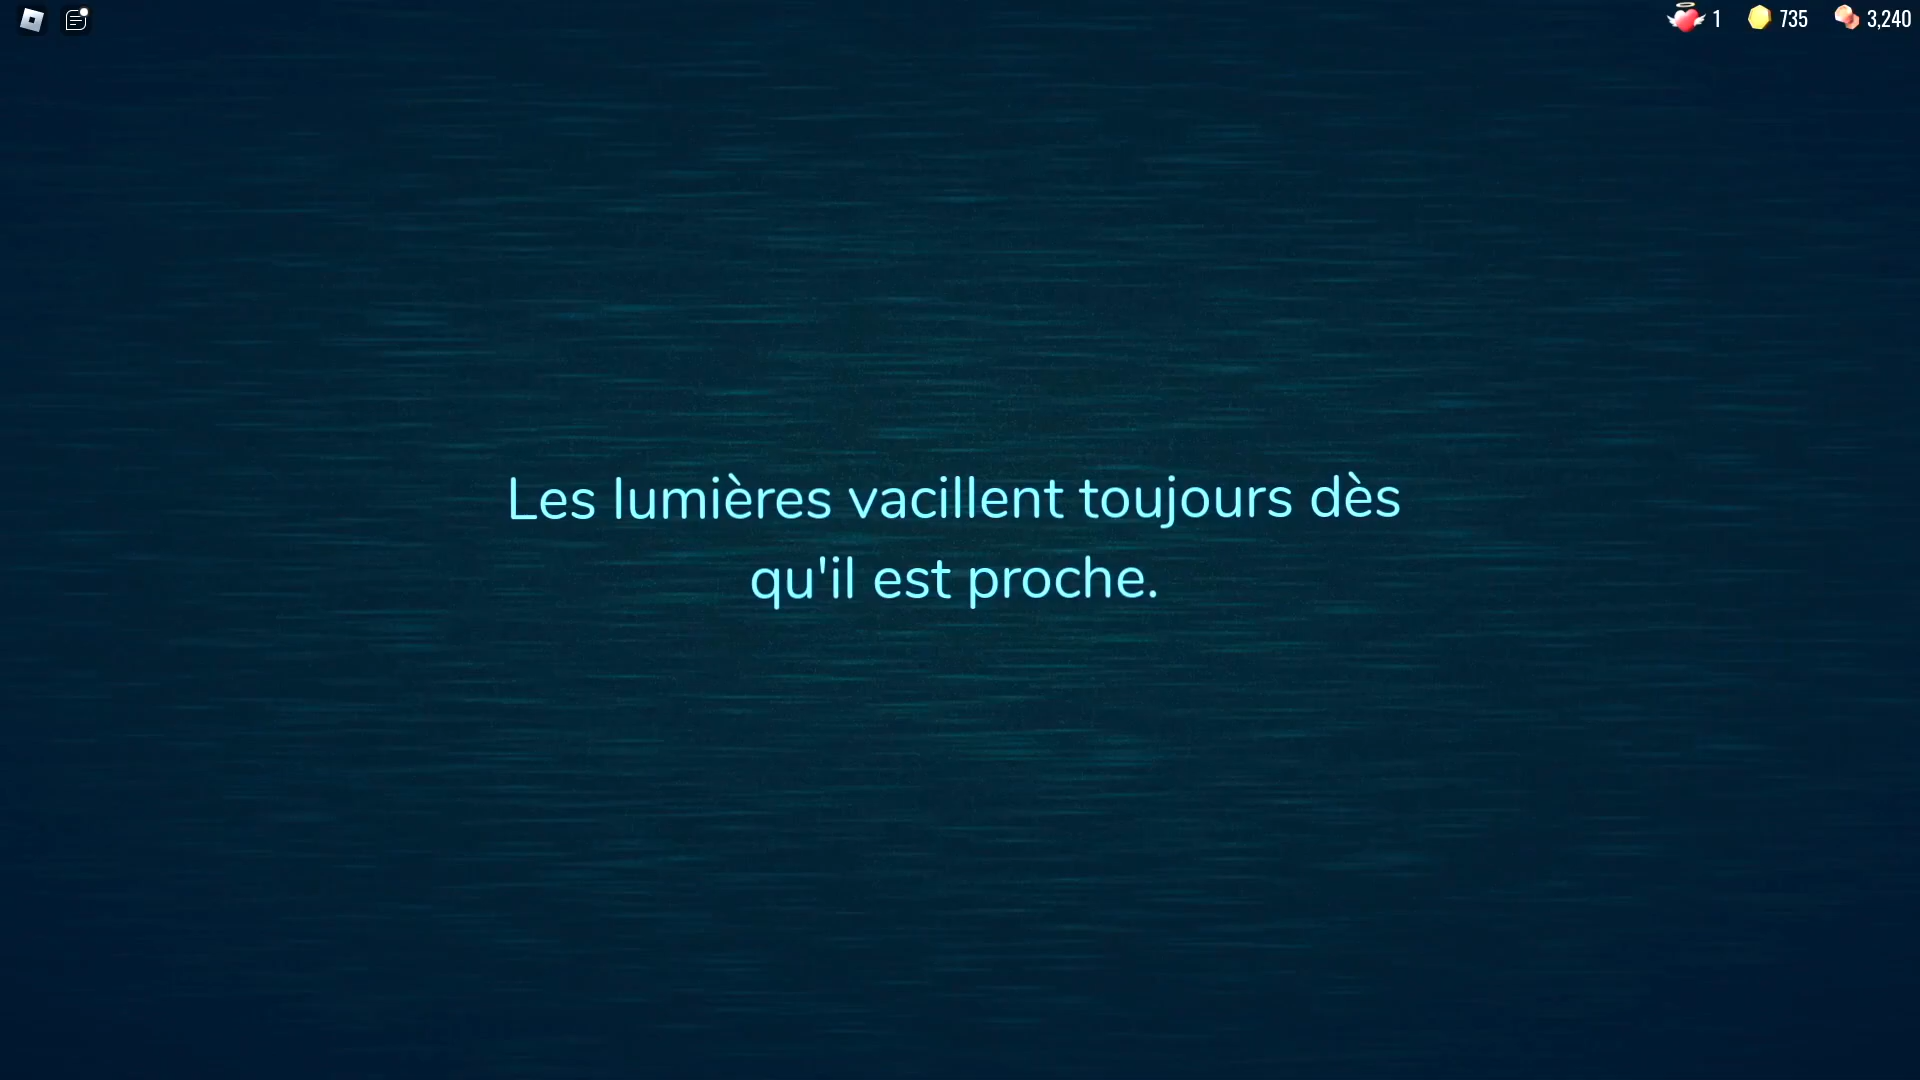 1 735 3,240
Les lumières vacillent toujours dès
qu'il est proche.